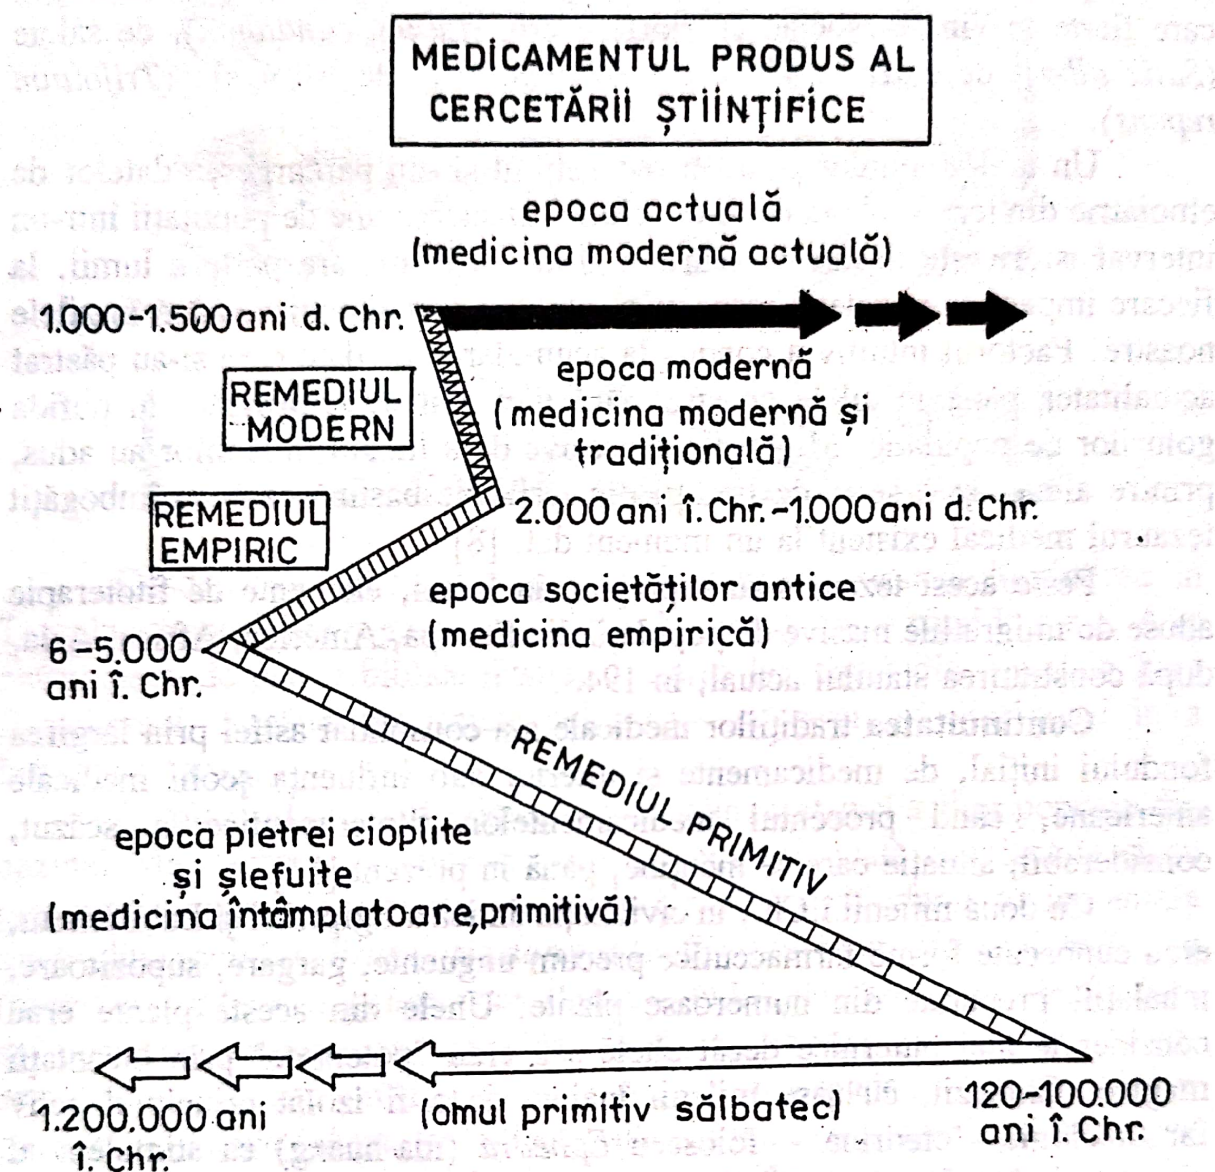 MEDICAMENTUL PRODUS AL
CERCETĂRII ȘTIINȚIFICE
epoca actuală
(medicina modernă actuală)
1.000-1.500 ani d. Chr.
epoca modernă
(medicina modernă și
tradițională)
REMEDIUL
MODERN
2.000 ani î. Chr.-1.000 ani d. Chr.
REMEDIUL
EMPIRIC
epoca societăților antice
(medicina empirică)
6-5.000
ani î. Chr.
REMEDIUL PRIMITIV
epoca pietrei cioplite
și șlefuite
(medicina întâmplatoare, primitivă)
1.200.000 ani
î. Chr.
(omul primitiv sălbatec)
120-100.000
ani î. Chr.